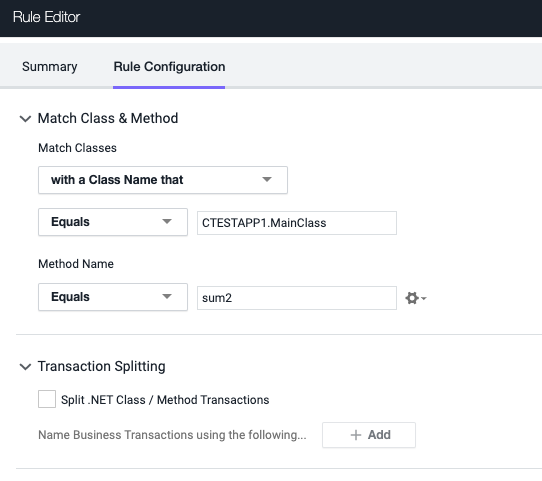 Rule Editor
Summary Rule Configuration
Match Class & Method
Match Classes
with a Class Name that
Equals CTESTAPP1.MainClass
Method Name
Equals sum2
Transaction Splitting
Split .NET Class / Method Transactions
Name Business Transactions using the following... + Add